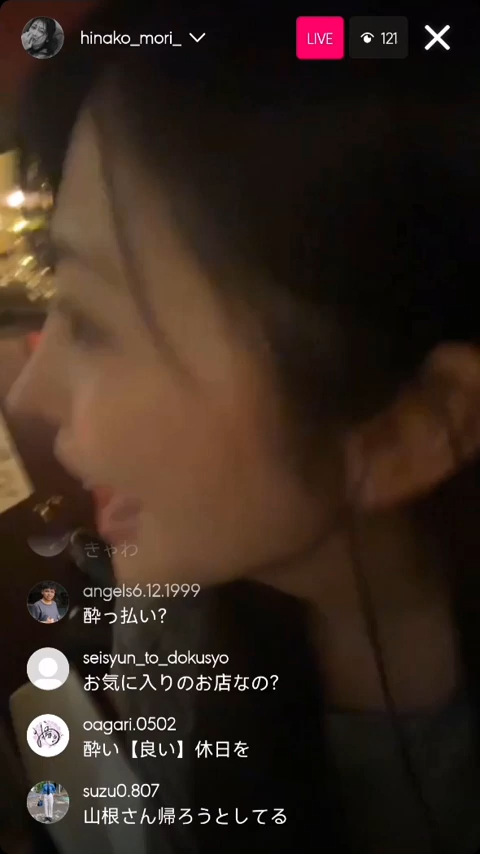 hinako_mori_
LIVE
121
きゃわ
angels6.12.1999
酔っ払い?
seisyun_to_dokusyo
お気に入りのお店なの?
oagari.0502
酔い【良い】休日を
suzu0.807
山根さん帰ろうとしてる